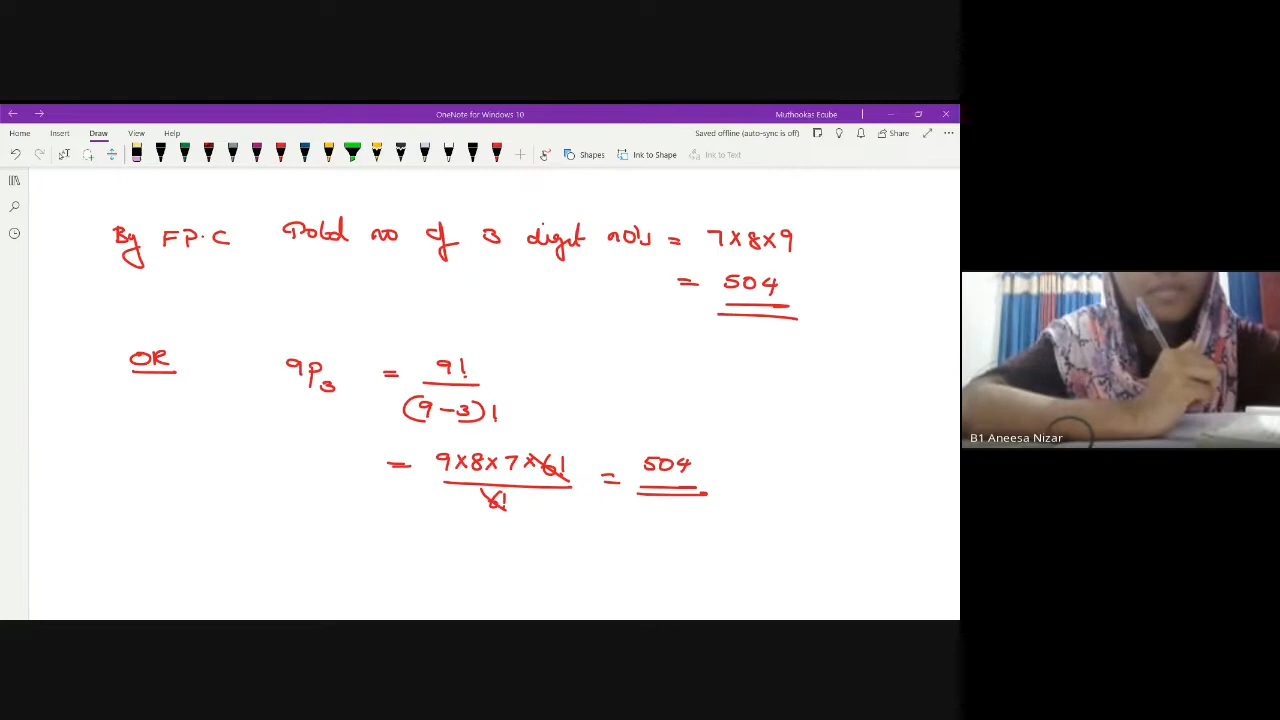 OneNote for Windows 10
Muthookas Ecube
Home Insert Draw View Help
Saved offline (auto-sync is off)
Share
Shapes
Ink to Shape
Ink to Text
By F.P.C Total no of 3 digit no's = 7×8×9
= 504
OR 9P3 = 9!
(9-3)!
= 9×8×7×6! = 504
6!
B1 Aneesa Nizar